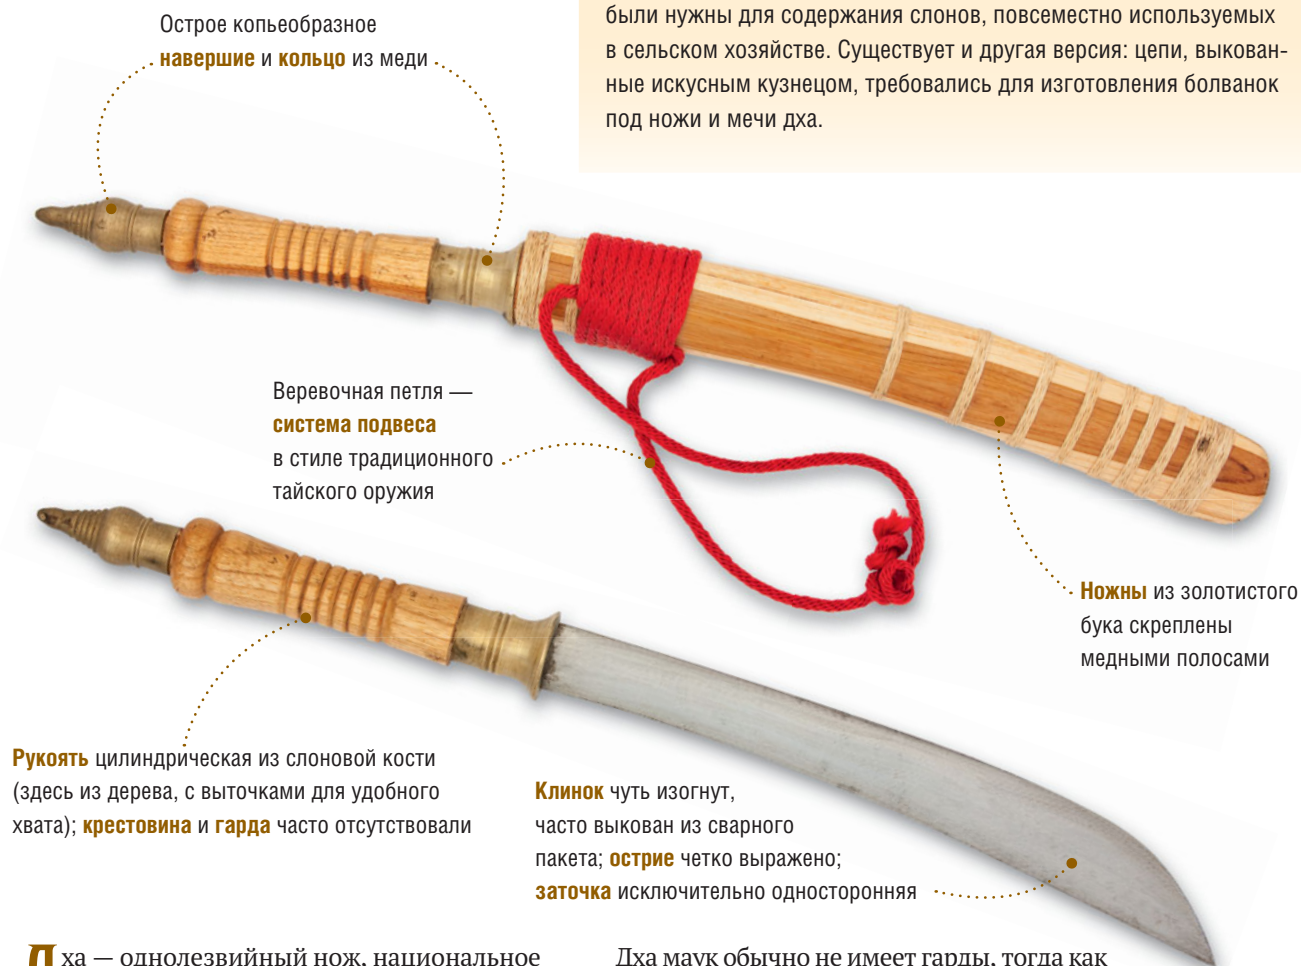 Острое копьеобразное
навершие и кольцо из меди
были нужны для содержания слонов, повсеместно используемых
в сельском хозяйстве. Существует и другая версия: цепи, выкован-
ные искусным кузнецом, требовались для изготовления болванок
под ножи и мечи дха.
Веревочная петля —
система подвеса
в стиле традиционного
тайского оружия
Ножны из золотистого
бука скреплены
медными полосами
Рукоять цилиндрическая из слоновой кости
(здесь из дерева, с выточками для удобного
хвата); крестовина и гарда часто отсутствовали
Клинок чуть изогнут,
часто выкован из сварного
пакета; острие четко выражено;
заточка исключительно односторонняя
Дха — однолезвийный нож, национальное
Дха маук обычно не имеет гарды, тогда как